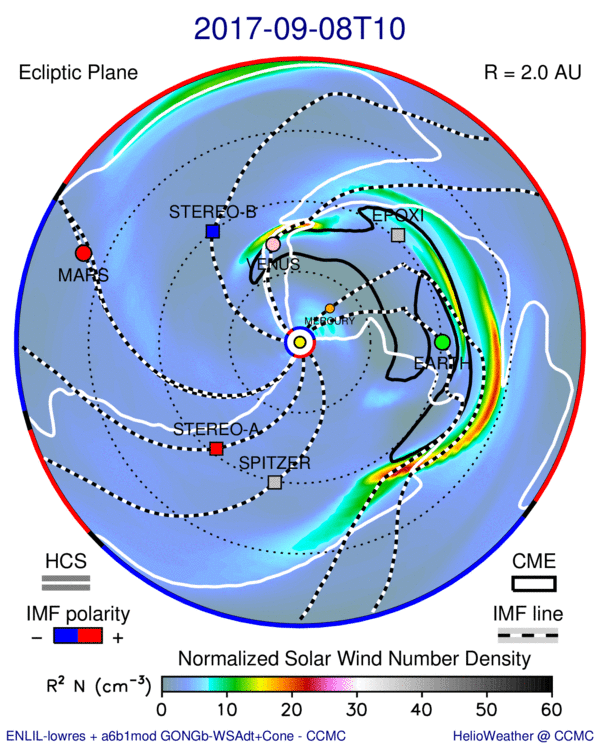 2017-09-08T10
Ecliptic Plane
R = 2.0 AU
STEREO-B
EPOXI
VENUS
MARS
MERCURY
EARTH
STEREO-A
SPITZER
HCS
CME
IMF polarity
IMF line
− +
Normalized Solar Wind Number Density
R² N (cm⁻³)
0 10 20 30 40 50 60
ENLIL-lowres + a6b1mod GONGb-WSAdt+Cone - CCMC
HelioWeather @ CCMC